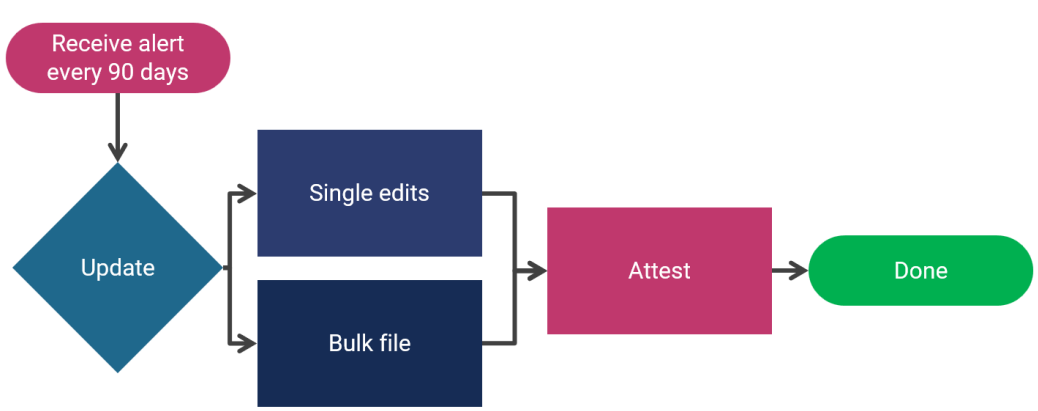 Receive alert
every 90 days
Update
Single edits
Bulk file
Attest
Done